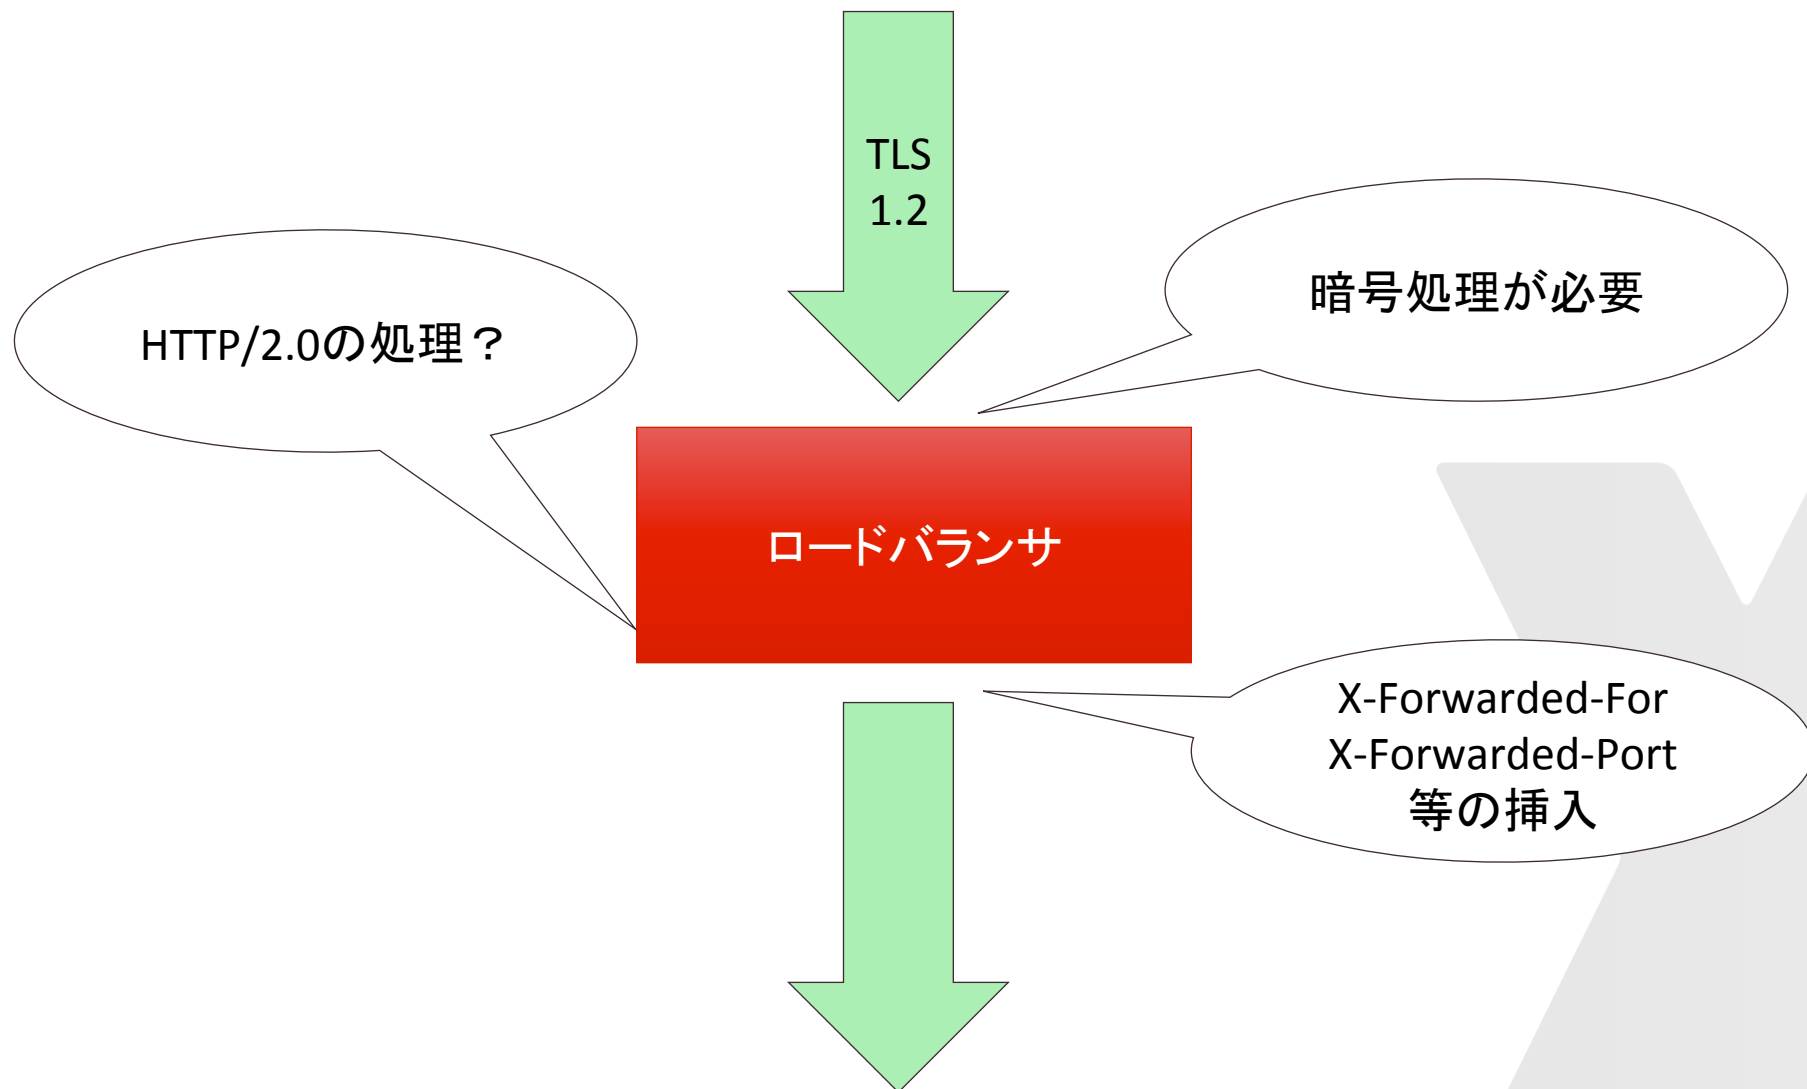 TLS
1.2
暗号処理が必要
HTTP/2.0の処理？
ロードバランサ
X-Forwarded-For
X-Forwarded-Port
等の挿入